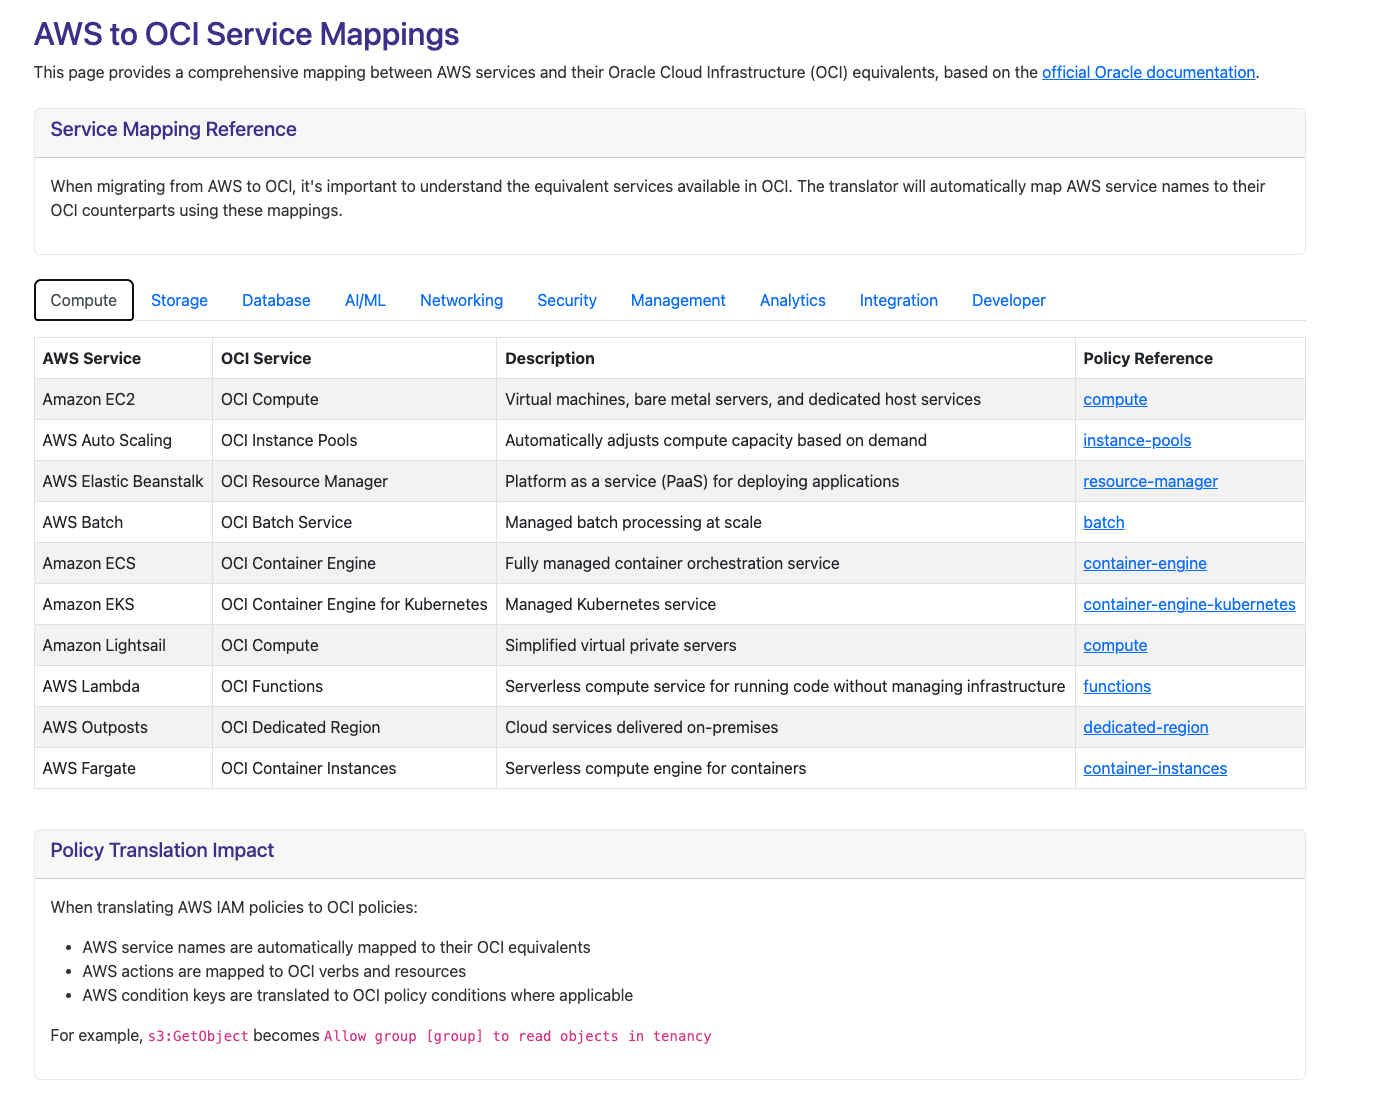 AWS to OCI Service Mappings
This page provides a comprehensive mapping between AWS services and their Oracle Cloud Infrastructure (OCI) equivalents, based on the official Oracle documentation.
Service Mapping Reference
When migrating from AWS to OCI, it's important to understand the equivalent services available in OCI. The translator will automatically map AWS service names to their
OCI counterparts using these mappings.
Compute Storage Database AI/ML Networking Security Management Analytics Integration Developer
AWS Service OCI Service Description Policy Reference
Amazon EC2 OCI Compute Virtual machines, bare metal servers, and dedicated host services compute
AWS Auto Scaling OCI Instance Pools Automatically adjusts compute capacity based on demand instance-pools
AWS Elastic Beanstalk OCI Resource Manager Platform as a service (PaaS) for deploying applications resource-manager
AWS Batch OCI Batch Service Managed batch processing at scale batch
Amazon ECS OCI Container Engine Fully managed container orchestration service container-engine
Amazon EKS OCI Container Engine for Kubernetes Managed Kubernetes service container-engine-kubernetes
Amazon Lightsail OCI Compute Simplified virtual private servers compute
AWS Lambda OCI Functions Serverless compute service for running code without managing infrastructure functions
AWS Outposts OCI Dedicated Region Cloud services delivered on-premises dedicated-region
AWS Fargate OCI Container Instances Serverless compute engine for containers container-instances
Policy Translation Impact
When translating AWS IAM policies to OCI policies:
• AWS service names are automatically mapped to their OCI equivalents
• AWS actions are mapped to OCI verbs and resources
• AWS condition keys are translated to OCI policy conditions where applicable
For example, s3:GetObject becomes Allow group [group] to read objects in tenancy